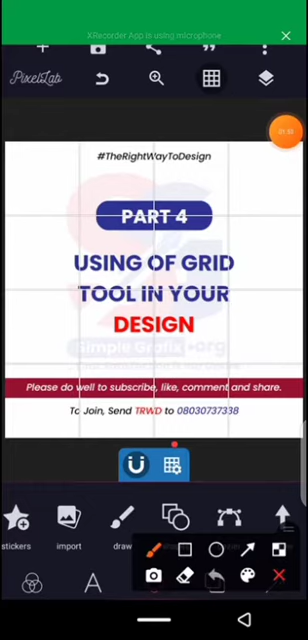 XRecorder App is using microphone
PixelLab
#TheRightWayToDesign
PART 4
USING OF GRID
TOOL IN YOUR
DESIGN
Simple Grafix +org
Please do well to subscribe, like, comment and share.
To Join, Send TRWD to 08030737338
stickers
import
draw